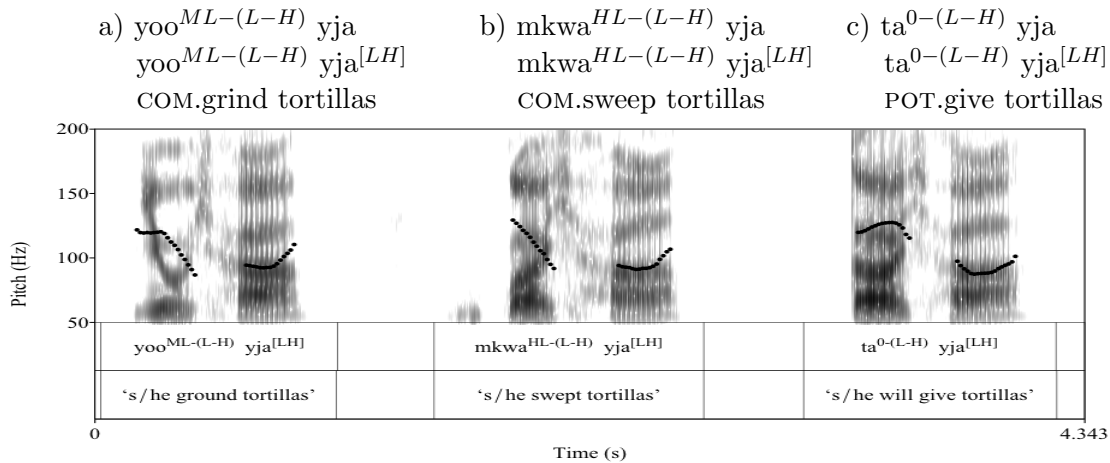 a) yoo^ML−(L−H) yja b) mkwa^HL−(L−H) yja c) ta^0−(L−H) yja
yoo^ML−(L−H) yja^[LH] mkwa^HL−(L−H) yja^[LH] ta^0−(L−H) yja^[LH]
COM.grind tortillas COM.sweep tortillas POT.give tortillas
200
150
100
50
Pitch (Hz)
yoo^ML-(L-H) yja^[LH] mkwa^HL-(L-H) yja^[LH] ta^0-(L-H) yja^[LH]
‘s/he ground tortillas’ ‘s/he swept tortillas’ ‘s/he will give tortillas’
0 4.343
Time (s)